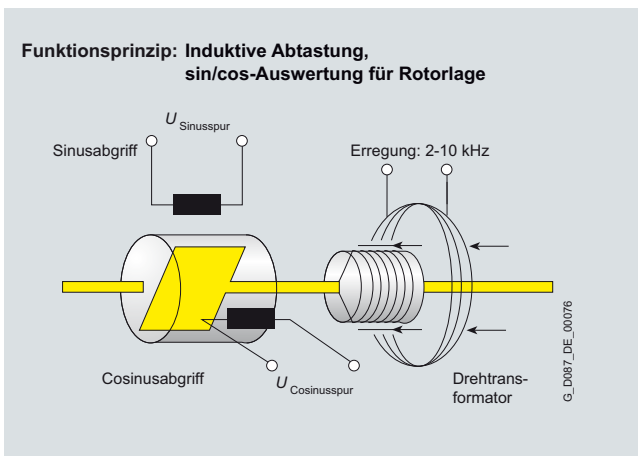 Funktionsprinzip: Induktive Abtastung,
sin/cos-Auswertung für Rotorlage
U Sinusspur
Sinusabgriff
Erregung: 2-10 kHz
Cosinusabgriff
U Cosinusspur
Drehtrans-
formator
G_D087_DE_00076